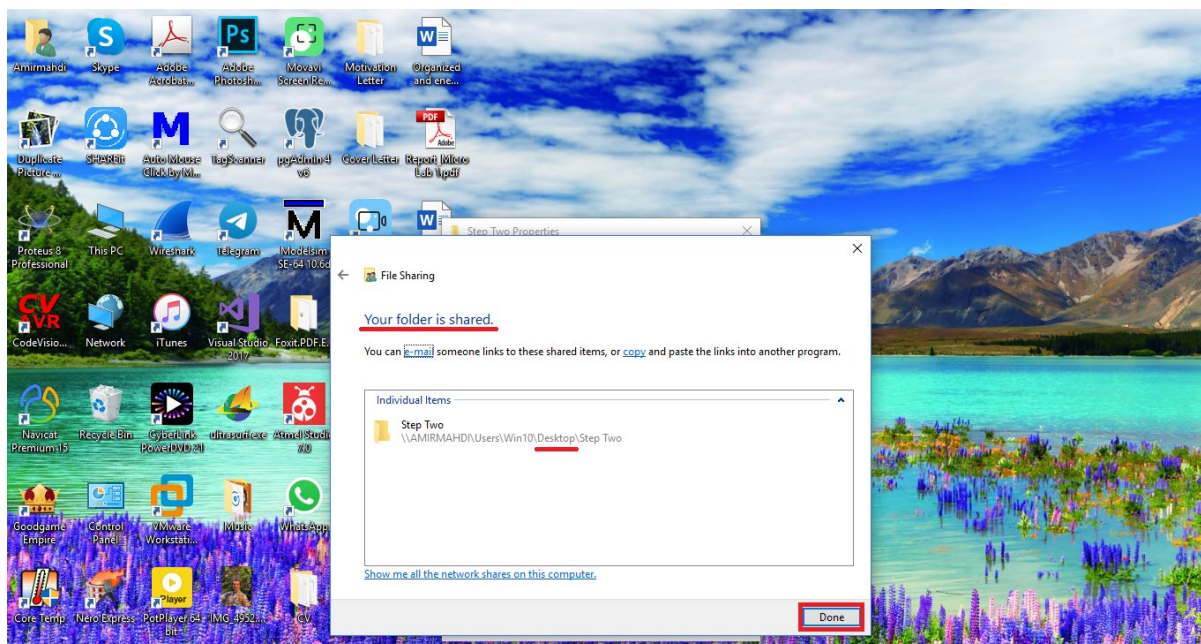 Amirmahdi
Skype
Adobe
Acrobat...
Ps
Adobe
Photosh...
Movavi
Screen Re...
Motivation
Letter
Organized
and ene...
Duplicate
Picture ...
SHAREit
Auto Mouse
Click by M...
TagScanner
pgAdmin 4
v6
Cover Letter
PDF
Adobe
Report Micro
Lab 1.pdf
Proteus 8
Professional
This PC
Wireshark
Telegram
Modelsim
SE-64 10.6d
Step Two Properties
File Sharing
Your folder is shared.
You can e-mail someone links to these shared items, or copy and paste the links into another program.
Individual Items
Step Two
\\AMIRMAHDI\Users\Win10\Desktop\Step Two
Show me all the network shares on this computer.
Done
CV
AVR
CodeVisio...
Network
iTunes
Visual Studio
2017
Foxit.PDF.E...
Navicat
Premium 15
Recycle Bin
CyberLink
PowerDVD 21
ultrasurf.exe
Atmel Studio
7.0
Goodgame
Empire
Control
Panel
VMware
Workstati...
Music
WhatsApp
Core Temp
Nero Express
Player
PotPlayer 64
Bit
IMG_4952....
CV